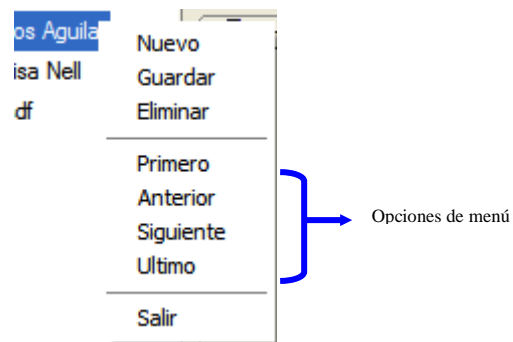 os Aguila
isa Nell
df
Nuevo
Guardar
Eliminar
Primero
Anterior
Siguiente
Ultimo
Salir
Opciones de menú